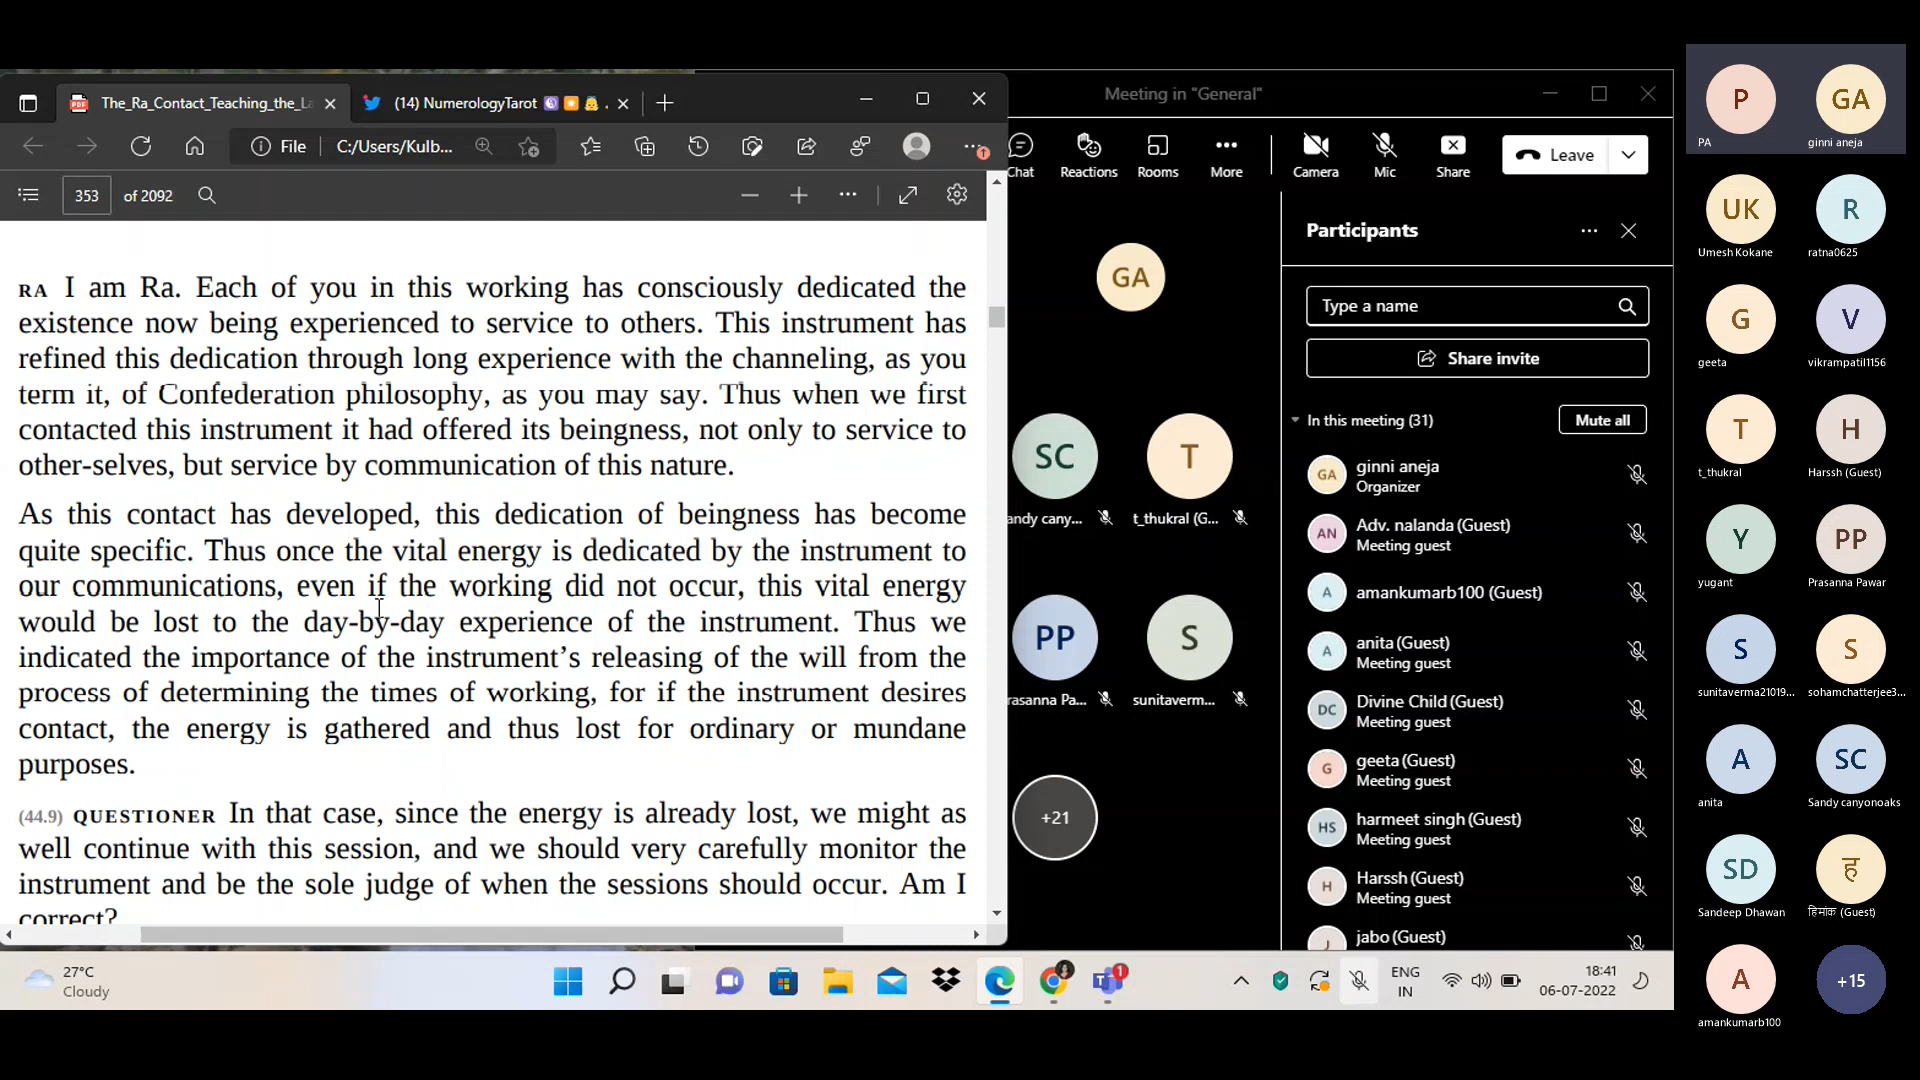 The_Ra_Contact_Teaching_the_La
(14) NumerologyTarot
File
C:/Users/Kulb...
353 of 2092
RA I am Ra. Each of you in this working has consciously dedicated the
existence now being experienced to service to others. This instrument has
refined this dedication through long experience with the channeling, as you
term it, of Confederation philosophy, as you may say. Thus when we first
contacted this instrument it had offered its beingness, not only to service to
other-selves, but service by communication of this nature.
As this contact has developed, this dedication of beingness has become
quite specific. Thus once the vital energy is dedicated by the instrument to
our communications, even if the working did not occur, this vital energy
would be lost to the day-by-day experience of the instrument. Thus we
indicated the importance of the instrument's releasing of the will from the
process of determining the times of working, for if the instrument desires
contact, the energy is gathered and thus lost for ordinary or mundane
purposes.
(44.9) QUESTIONER In that case, since the energy is already lost, we might as
well continue with this session, and we should very carefully monitor the
instrument and be the sole judge of when the sessions should occur. Am I
correct?
Meeting in "General"
Chat
Reactions
Rooms
More
Camera
Mic
Share
Leave
GA
SC
T
andy cany...
t_thukral (G...
PP
S
rasanna Pa...
sunitaverm...
+21
Participants
Type a name
Share invite
In this meeting (31)
Mute all
GA
ginni aneja
Organizer
AN
Adv. nalanda (Guest)
Meeting guest
A
amankumarb100 (Guest)
A
anita (Guest)
Meeting guest
DC
Divine Child (Guest)
Meeting guest
G
geeta (Guest)
Meeting guest
HS
harmeet singh (Guest)
Meeting guest
H
Harssh (Guest)
Meeting guest
J
jabo (Guest)
P
GA
PA
ginni aneja
UK
R
Umesh Kokane
ratna0625
G
V
geeta
vikrampatil1156
T
H
t_thukral
Harssh (Guest)
Y
PP
yugant
Prasanna Pawar
S
S
sunitaverma21019...
sohamchatterjee3...
A
SC
anita
Sandy canyonoaks
SD
ह
Sandeep Dhawan
हिमांक (Guest)
A
+15
amankumarb100
27°C
Cloudy
1
ENG
IN
18:41
06-07-2022